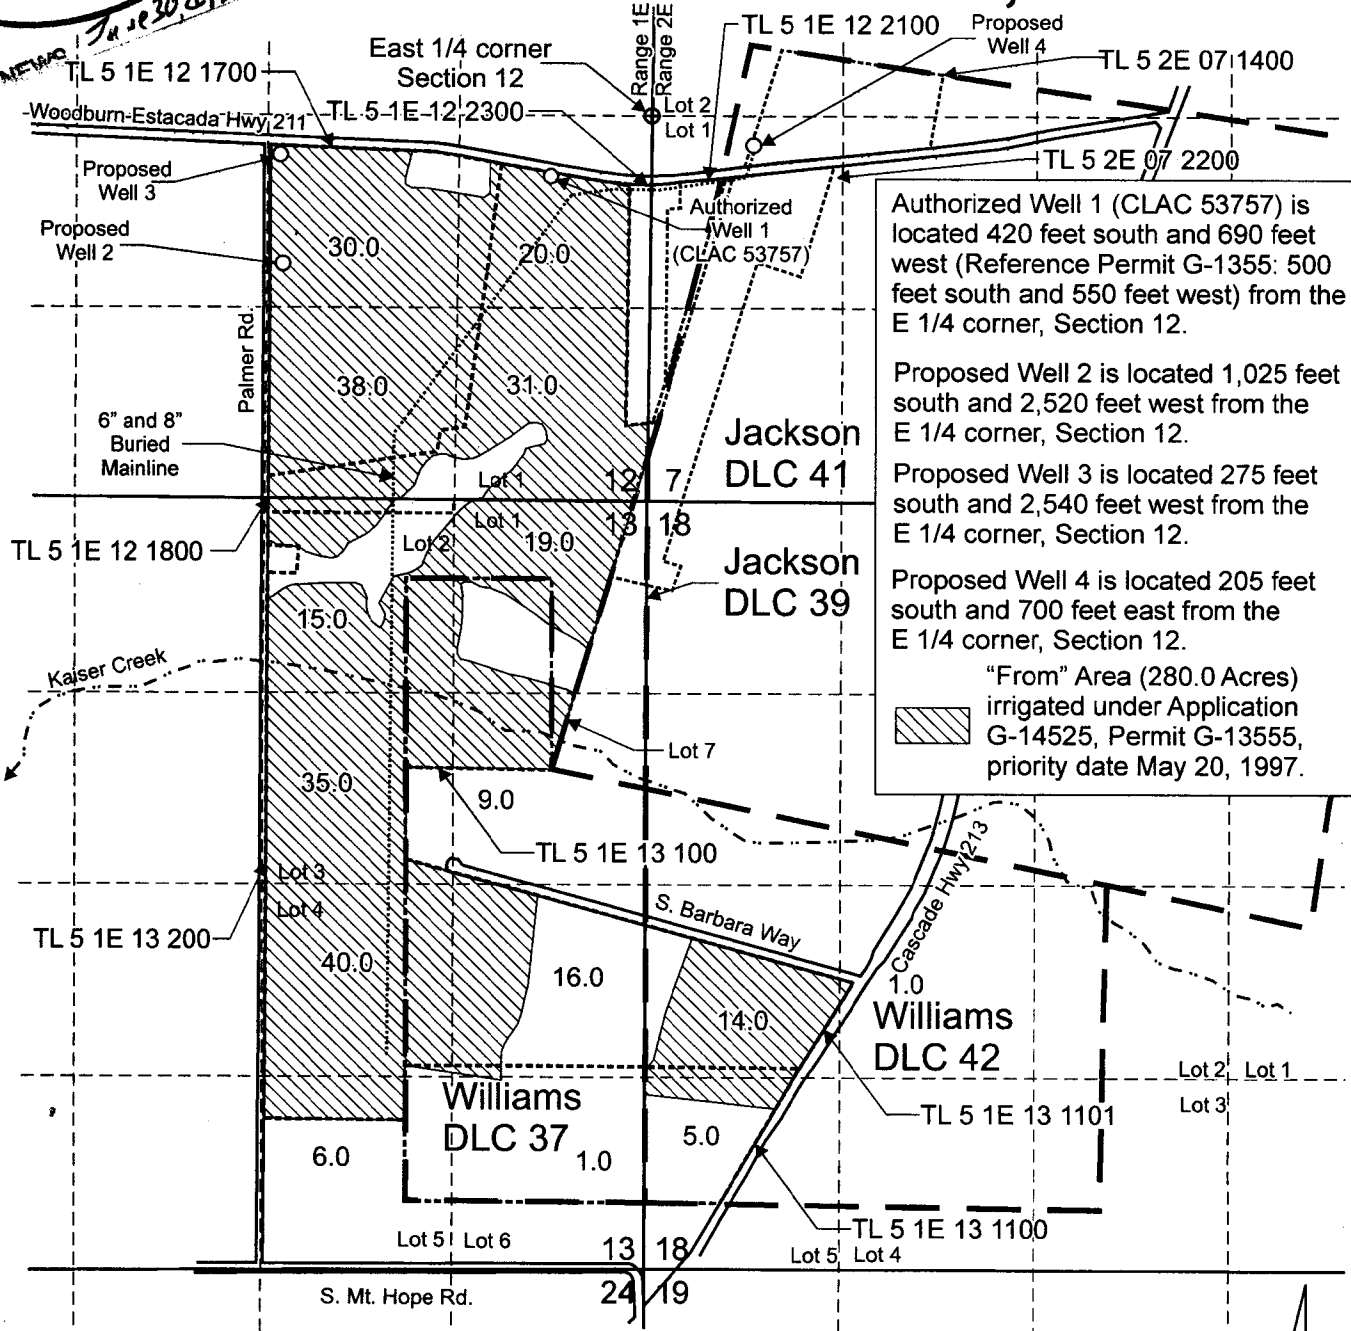 June 30,
TL 5 1E 12 1700
East 1/4 corner
Section 12
Range 1E
Range 2E
TL 5 1E 12 2100
Proposed
Well 4
TL 5 2E 07 1400
Woodburn-Estacada Hwy 211
TL 5 1E 12 2300
Lot 2
Lot 1
TL 5 2E 07 2200
Proposed
Well 3
Proposed
Well 2
30.0
20.0
Authorized
Well 1
(CLAC 53757)
Authorized Well 1 (CLAC 53757) is
located 420 feet south and 690 feet
west (Reference Permit G-1355: 500
feet south and 550 feet west) from the
E 1/4 corner, Section 12.
Proposed Well 2 is located 1,025 feet
south and 2,520 feet west from the
E 1/4 corner, Section 12.
Proposed Well 3 is located 275 feet
south and 2,540 feet west from the
E 1/4 corner, Section 12.
Proposed Well 4 is located 205 feet
south and 700 feet east from the
E 1/4 corner, Section 12.
"From" Area (280.0 Acres)
irrigated under Application
G-14525, Permit G-13555,
priority date May 20, 1997.
Palmer Rd.
38.0
31.0
6" and 8"
Buried
Mainline
Jackson
DLC 41
Lot 1
12
7
Lot 1
13
18
TL 5 1E 12 1800
Lot 2
19.0
Jackson
DLC 39
15.0
Kaiser Creek
Lot 7
35.0
9.0
TL 5 1E 13 100
Cascade Hwy 213
Lot 3
Lot 4
S. Barbara Way
TL 5 1E 13 200
40.0
16.0
14.0
1.0
Williams
DLC 42
Lot 2
Lot 1
Lot 3
Williams
DLC 37
TL 5 1E 13 1101
6.0
1.0
5.0
TL 5 1E 13 1100
Lot 5
Lot 6
13
18
Lot 5
Lot 4
S. Mt. Hope Rd.
24
19